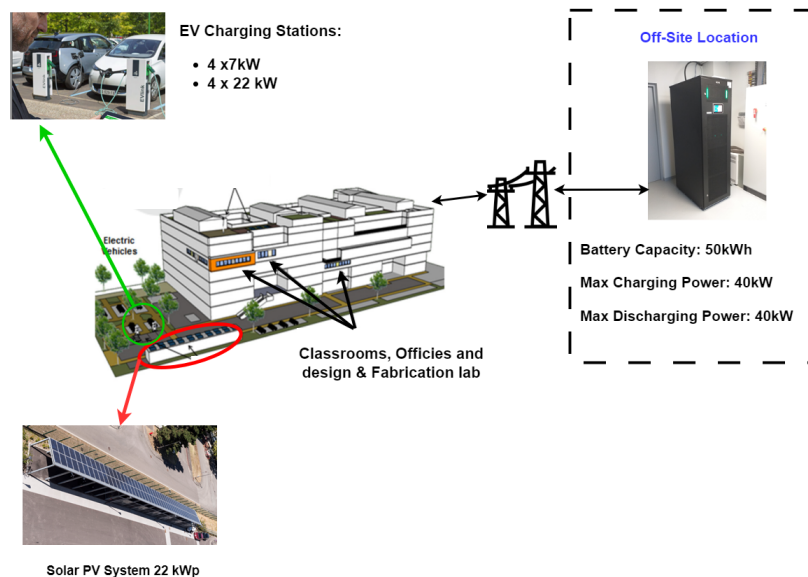 EV Charging Stations:
4 x7kW
4 x 22 kW
Off-Site Location
Electric
Vehicles
Battery Capacity: 50kWh
Max Charging Power: 40kW
Max Discharging Power: 40kW
Classrooms, Officies and
design & Fabrication lab
Solar PV System 22 kWp